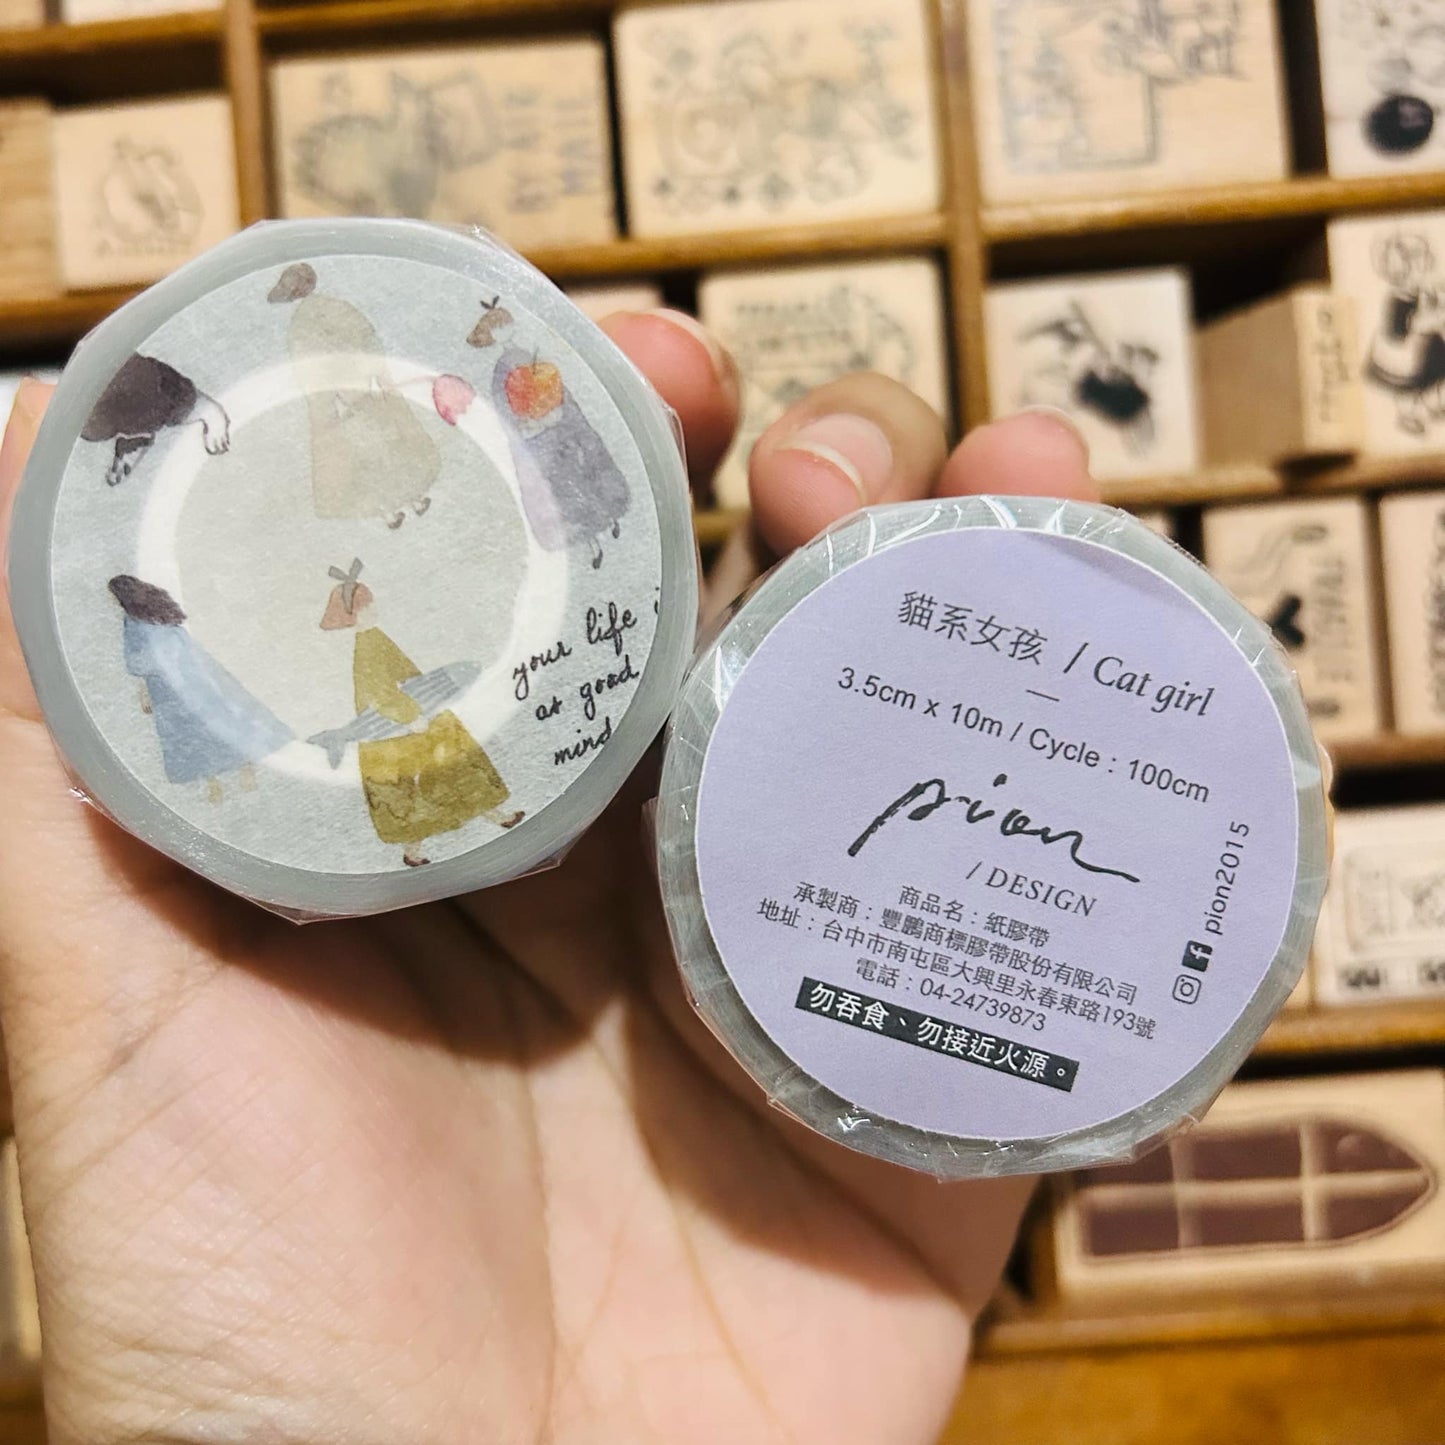 your life i
as good
mind
貓系女孩 / Cat girl
—
3.5cm x 10m / Cycle : 100cm
pion
/ DESIGN
商品名：紙膠帶
承製商：豐鵬商標膠帶股份有限公司
地址：台中市南屯區大興里永春東路193號
電話：04-24739873
勿吞食、勿接近火源。
pion2015